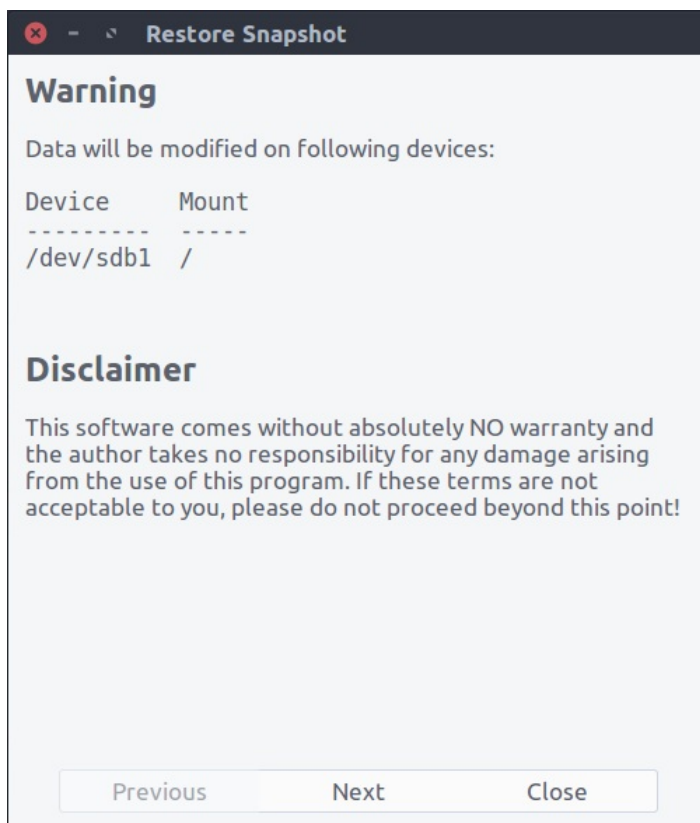 Restore Snapshot
Warning
Data will be modified on following devices:
Device     Mount
---------  -----
/dev/sdb1  /
Disclaimer
This software comes without absolutely NO warranty and
the author takes no responsibility for any damage arising
from the use of this program. If these terms are not
acceptable to you, please do not proceed beyond this point!
Previous Next Close